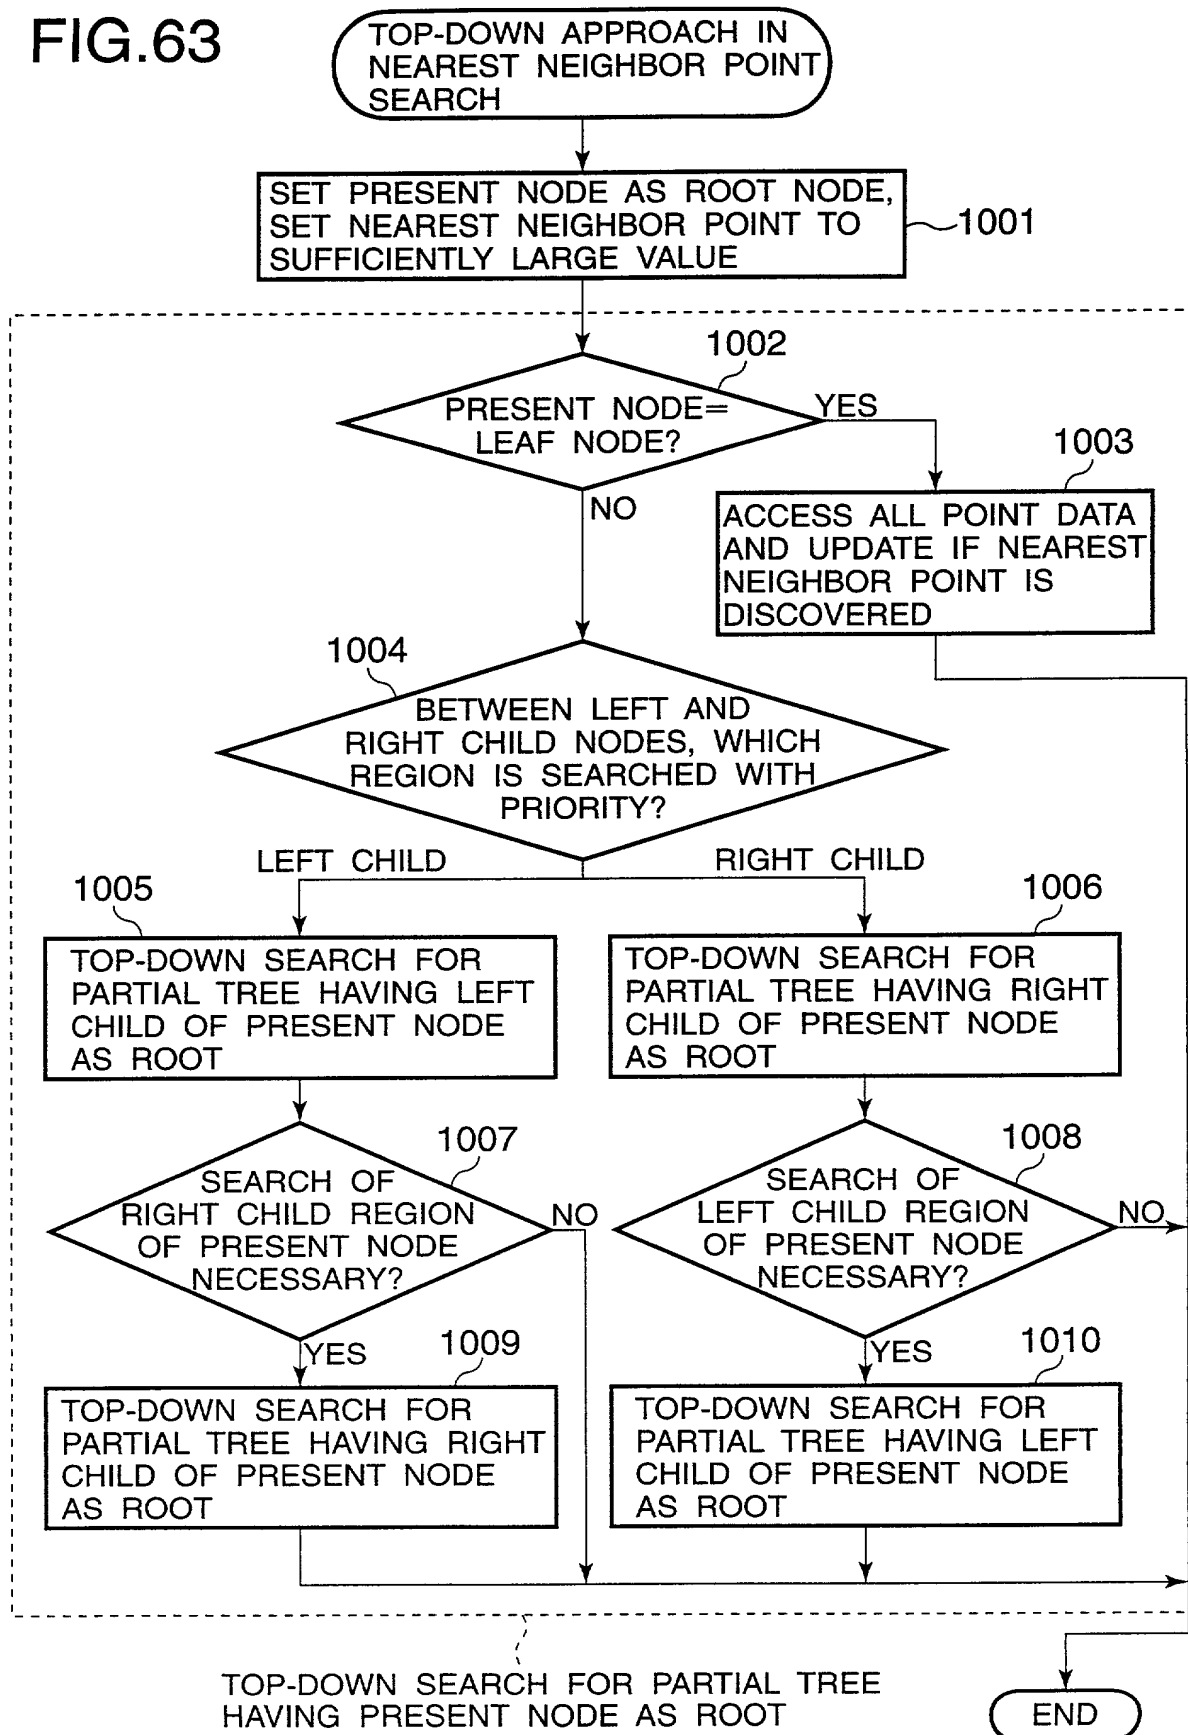 FIG.63
TOP-DOWN APPROACH IN
NEAREST NEIGHBOR POINT
SEARCH
SET PRESENT NODE AS ROOT NODE,
SET NEAREST NEIGHBOR POINT TO
SUFFICIENTLY LARGE VALUE
1001
1002
PRESENT NODE=
LEAF NODE?
YES
NO
1003
ACCESS ALL POINT DATA
AND UPDATE IF NEAREST
NEIGHBOR POINT IS
DISCOVERED
1004
BETWEEN LEFT AND
RIGHT CHILD NODES, WHICH
REGION IS SEARCHED WITH
PRIORITY?
LEFT CHILD
RIGHT CHILD
1005
TOP-DOWN SEARCH FOR
PARTIAL TREE HAVING LEFT
CHILD OF PRESENT NODE
AS ROOT
1006
TOP-DOWN SEARCH FOR
PARTIAL TREE HAVING RIGHT
CHILD OF PRESENT NODE
AS ROOT
1007
SEARCH OF
RIGHT CHILD REGION
OF PRESENT NODE
NECESSARY?
NO
YES
1008
SEARCH OF
LEFT CHILD REGION
OF PRESENT NODE
NECESSARY?
NO
YES
1009
TOP-DOWN SEARCH FOR
PARTIAL TREE HAVING RIGHT
CHILD OF PRESENT NODE
AS ROOT
1010
TOP-DOWN SEARCH FOR
PARTIAL TREE HAVING LEFT
CHILD OF PRESENT NODE
AS ROOT
TOP-DOWN SEARCH FOR PARTIAL TREE
HAVING PRESENT NODE AS ROOT
END